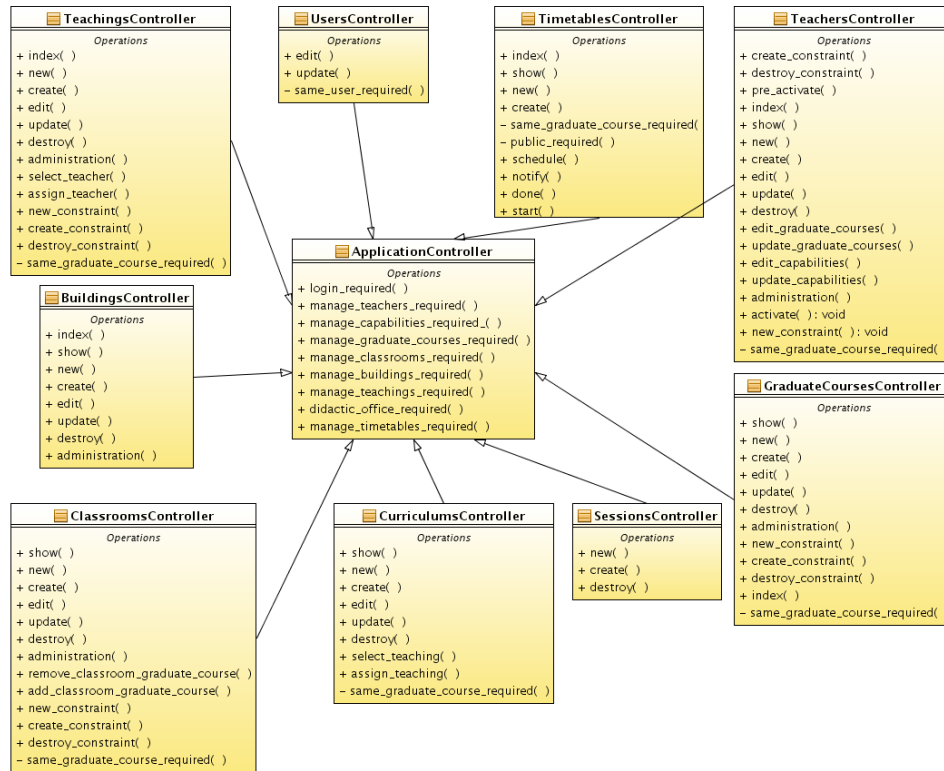 TeachingsController
Operations
+ index( )
+ new( )
+ create( )
+ edit( )
+ update( )
+ destroy( )
+ administration( )
+ select_teacher( )
+ assign_teacher( )
+ new_constraint( )
+ create_constraint( )
+ destroy_constraint( )
- same_graduate_course_required( )
UsersController
Operations
+ edit( )
+ update( )
- same_user_required( )
TimetablesController
Operations
+ index( )
+ show( )
+ new( )
+ create( )
- same_graduate_course_required(
- public_required( )
+ schedule( )
+ notify( )
+ done( )
+ start( )
TeachersController
Operations
+ create_constraint( )
+ destroy_constraint( )
+ pre_activate( )
+ index( )
+ show( )
+ new( )
+ create( )
+ edit( )
+ update( )
+ destroy( )
+ edit_graduate_courses( )
+ update_graduate_courses( )
+ edit_capabilities( )
+ update_capabilities( )
+ administration( )
+ activate( ) : void
+ new_constraint( ) : void
- same_graduate_course_required(
ApplicationController
Operations
+ login_required( )
+ manage_teachers_required( )
+ manage_capabilities_required_( )
+ manage_graduate_courses_required( )
+ manage_classrooms_required( )
+ manage_buildings_required( )
+ manage_teachings_required( )
+ didactic_office_required( )
+ manage_timetables_required( )
BuildingsController
Operations
+ index( )
+ show( )
+ new( )
+ create( )
+ edit( )
+ update( )
+ destroy( )
+ administration( )
GraduateCoursesController
Operations
+ show( )
+ new( )
+ create( )
+ edit( )
+ update( )
+ destroy( )
+ administration( )
+ new_constraint( )
+ create_constraint( )
+ destroy_constraint( )
+ index( )
- same_graduate_course_required(
ClassroomsController
Operations
+ show( )
+ new( )
+ create( )
+ edit( )
+ update( )
+ destroy( )
+ administration( )
+ remove_classroom_graduate_course( )
+ add_classroom_graduate_course( )
+ new_constraint( )
+ create_constraint( )
+ destroy_constraint( )
- same_graduate_course_required( )
CurriculumsController
Operations
+ show( )
+ new( )
+ create( )
+ edit( )
+ update( )
+ destroy( )
+ select_teaching( )
+ assign_teaching( )
- same_graduate_course_required( )
SessionsController
Operations
+ new( )
+ create( )
+ destroy( )